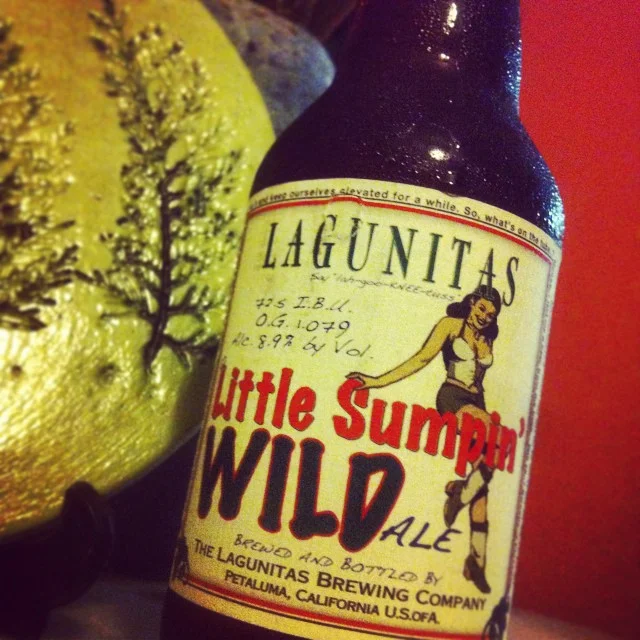 and keep ourselves elevated for a while. So, what's on the
LAGUNITAS
72.5 I.B.U.
O.G. 1.079
Alc. 8.9% by Vol.
Little Sumpin'
WILD
ALE
BREWED AND BOTTLED BY
THE LAGUNITAS BREWING COMPANY
PETALUMA, CALIFORNIA U.S.OFA.